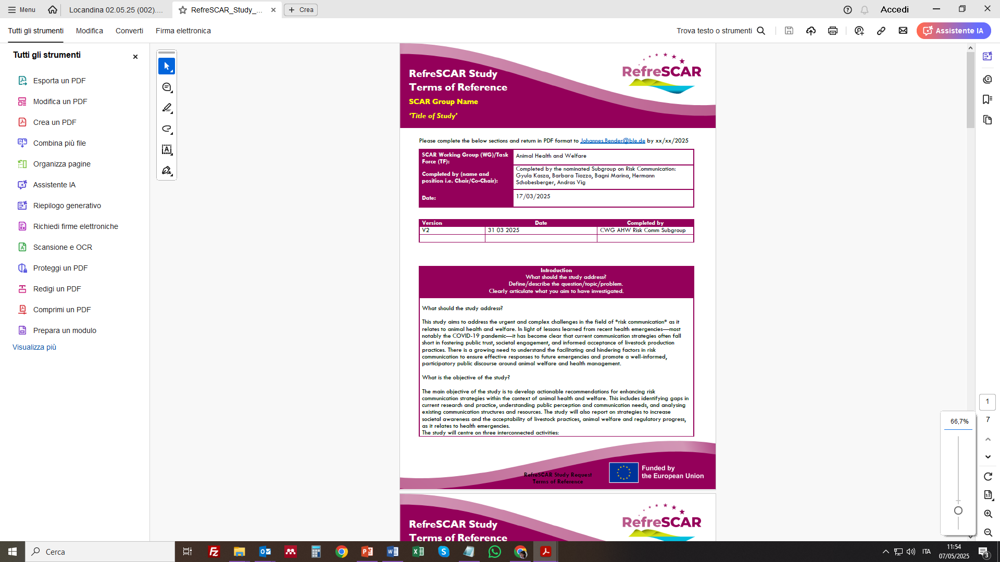 Menu
Locandina 02.05.25 (002)....
RefreSCAR_Study_...
Crea
Accedi
Tutti gli strumenti
Modifica
Converti
Firma elettronica
Trova testo o strumenti
Assistente IA
Tutti gli strumenti
Esporta un PDF
Modifica un PDF
Crea un PDF
Combina più file
Organizza pagine
Assistente IA
Riepilogo generativo
Richiedi firme elettroniche
Scansione e OCR
Proteggi un PDF
Redigi un PDF
Comprimi un PDF
Prepara un modulo
Visualizza più
RefreSCAR Study
Terms of Reference
SCAR Group Name
‘Title of Study’
RefreSCAR
Please complete the below sections and return in PDF format to Johannes.Bender@ble.de by xx/xx/2025
SCAR Working Group (WG)/Task
Force (TF):
Animal Health and Welfare
Completed by (name and
position i.e. Chair/Co-Chair):
Completed by the nominated Subgroup on Risk Communication:
Gyula Kasza, Barbara Tiozzo, Bagni Marina, Hermann
Schobesberger, Andras Vig
Date:
17/03/2025
Version Date Completed by
V2 31 03 2025 CWG AHW Risk Comm Subgroup
Introduction
What should the study address?
Define/describe the question/topic/problem.
Clearly articulate what you aim to have investigated.
What should the study address?
This study aims to address the urgent and complex challenges in the field of *risk communication* as it
relates to animal health and welfare. In light of lessons learned from recent health emergencies—most
notably the COVID-19 pandemic—it has become clear that current communication strategies often fall
short in fostering public trust, societal engagement, and informed acceptance of livestock production
practices. There is a growing need to understand the facilitating and hindering factors in risk
communication to ensure effective responses to future emergencies and promote a well-informed,
participatory public discourse around animal welfare and health management.
What is the objective of the study?
The main objective of the study is to develop actionable recommendations for enhancing risk
communication strategies within the context of animal health and welfare. This includes identifying gaps in
current research and practice, understanding public perception and communication needs, and analysing
existing communication structures and resources. The study will also report on strategies to increase
societal awareness and the acceptability of livestock practices, animal welfare and regulatory progress,
as it relates to health emergencies.
The study will centre on three interconnected activities:
RefreSCAR Study Request
Terms of Reference
Funded by
the European Union
RefreSCAR Study
Terms of Reference
RefreSCAR
1
7
66,7%
Cerca
ITA
11:54
07/05/2025
3